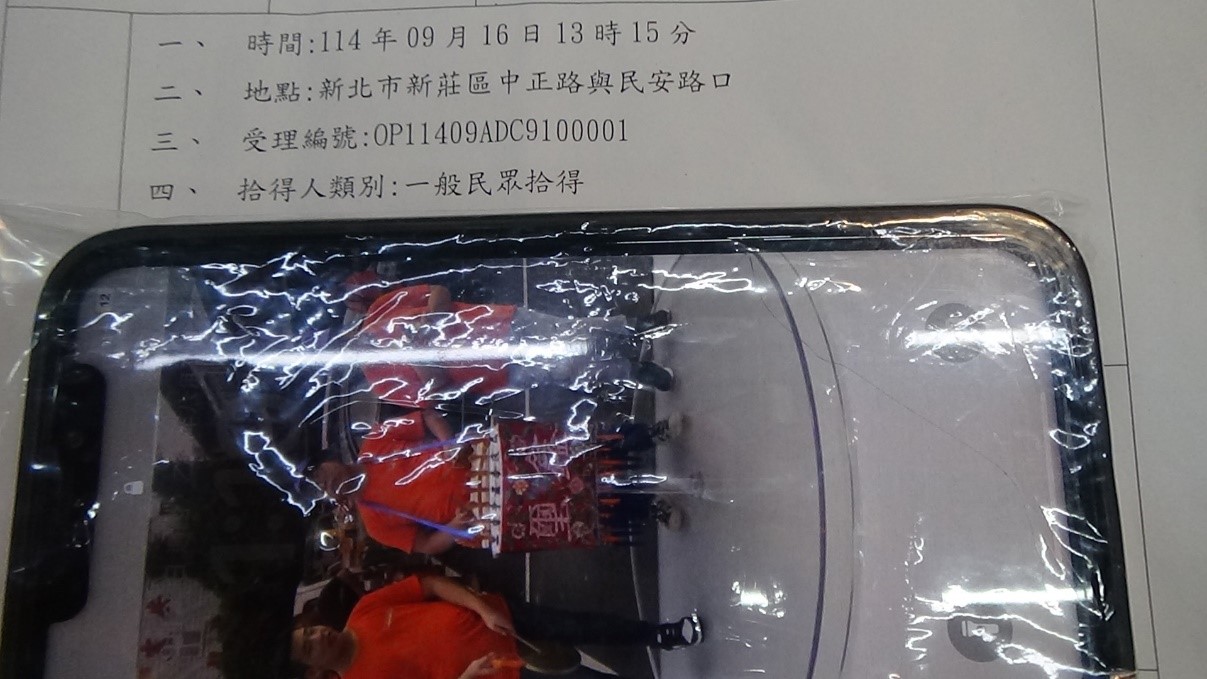 一、 時間:114 年 09 月 16 日 13 時 15 分
二、 地點:新北市新莊區中正路與民安路口
三、 受理編號:OP11409ADC9100001
四、 拾得人類別:一般民眾拾得
12